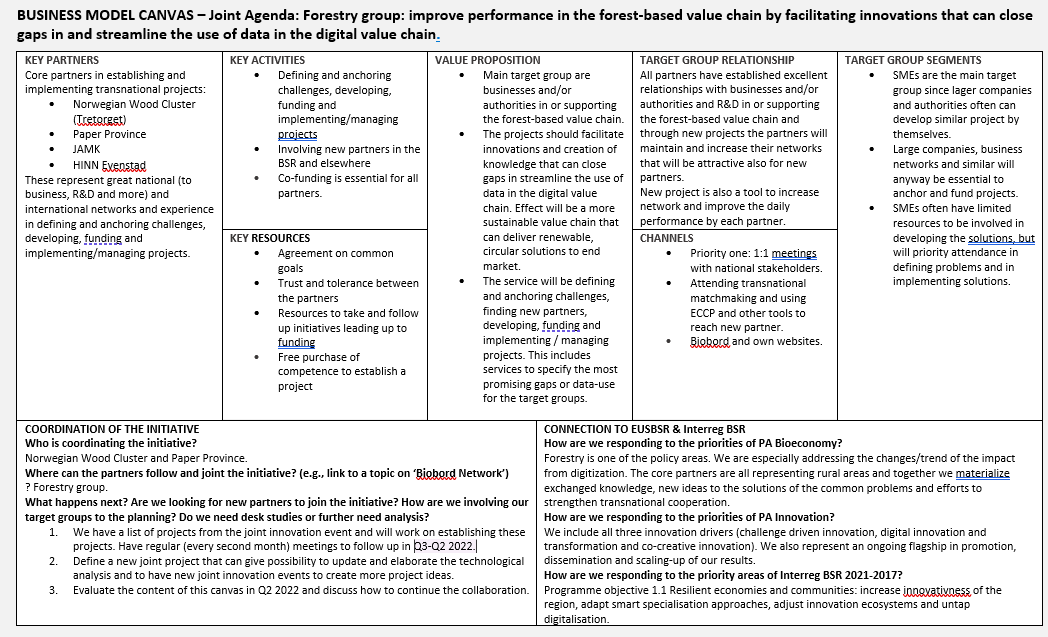 BUSINESS MODEL CANVAS – Joint Agenda: Forestry group: improve performance in the forest-based value chain by facilitating innovations that can close
gaps in and streamline the use of data in the digital value chain.
KEY PARTNERS
Core partners in establishing and
implementing transnational projects:
• Norwegian Wood Cluster
(Tretorget)
• Paper Province
• JAMK
• HINN Evenstad
These represent great national (to
business, R&D and more) and
international networks and experience
in defining and anchoring challenges,
developing, funding and
implementing/managing projects.
KEY ACTIVITIES
• Defining and anchoring
challenges, developing,
funding and
implementing/managing
projects
• Involving new partners in the
BSR and elsewhere
• Co-funding is essential for all
partners.
KEY RESOURCES
• Agreement on common
goals
• Trust and tolerance between
the partners
• Resources to take and follow
up initiatives leading up to
funding
• Free purchase of
competence to establish a
project
VALUE PROPOSITION
• Main target group are
businesses and/or
authorities in or supporting
the forest-based value chain.
• The projects should facilitate
innovations and creation of
knowledge that can close
gaps in streamline the use of
data in the digital value
chain. Effect will be a more
sustainable value chain that
can deliver renewable,
circular solutions to end
market.
• The service will be defining
and anchoring challenges,
finding new partners,
developing, funding and
implementing / managing
projects. This includes
services to specify the most
promising gaps or data-use
for the target groups.
TARGET GROUP RELATIONSHIP
All partners have established excellent
relationships with businesses and/or
authorities and R&D in or supporting
the forest-based value chain and
through new projects the partners will
maintain and increase their networks
that will be attractive also for new
partners.
New project is also a tool to increase
network and improve the daily
performance by each partner.
CHANNELS
• Priority one: 1:1 meetings
with national stakeholders.
• Attending transnational
matchmaking and using
ECCP and other tools to
reach new partner.
• Biobord and own websites.
TARGET GROUP SEGMENTS
• SMEs are the main target
group since lager companies
and authorities often can
develop similar project by
themselves.
• Large companies, business
networks and similar will
anyway be essential to
anchor and fund projects.
• SMEs often have limited
resources to be involved in
developing the solutions, but
will priority attendance in
defining problems and in
implementing solutions.
COORDINATION OF THE INITIATIVE
Who is coordinating the initiative?
Norwegian Wood Cluster and Paper Province.
Where can the partners follow and joint the initiative? (e.g., link to a topic on ‘Biobord Network’)
? Forestry group.
What happens next? Are we looking for new partners to join the initiative? How are we involving our
target groups to the planning? Do we need desk studies or further need analysis?
1. We have a list of projects from the joint innovation event and will work on establishing these
projects. Have regular (every second month) meetings to follow up in Q3-Q2 2022.
2. Define a new joint project that can give possibility to update and elaborate the technological
analysis and to have new joint innovation events to create more project ideas.
3. Evaluate the content of this canvas in Q2 2022 and discuss how to continue the collaboration.
CONNECTION TO EUSBSR & Interreg BSR
How are we responding to the priorities of PA Bioeconomy?
Forestry is one of the policy areas. We are especially addressing the changes/trend of the impact
from digitization. The core partners are all representing rural areas and together we materialize
exchanged knowledge, new ideas to the solutions of the common problems and efforts to
strengthen transnational cooperation.
How are we responding to the priorities of PA Innovation?
We include all three innovation drivers (challenge driven innovation, digital innovation and
transformation and co-creative innovation). We also represent an ongoing flagship in promotion,
dissemination and scaling-up of our results.
How are we responding to the priority areas of Interreg BSR 2021-2017?
Programme objective 1.1 Resilient economies and communities: increase innovativness of the
region, adapt smart specialisation approaches, adjust innovation ecosystems and untap
digitalisation.